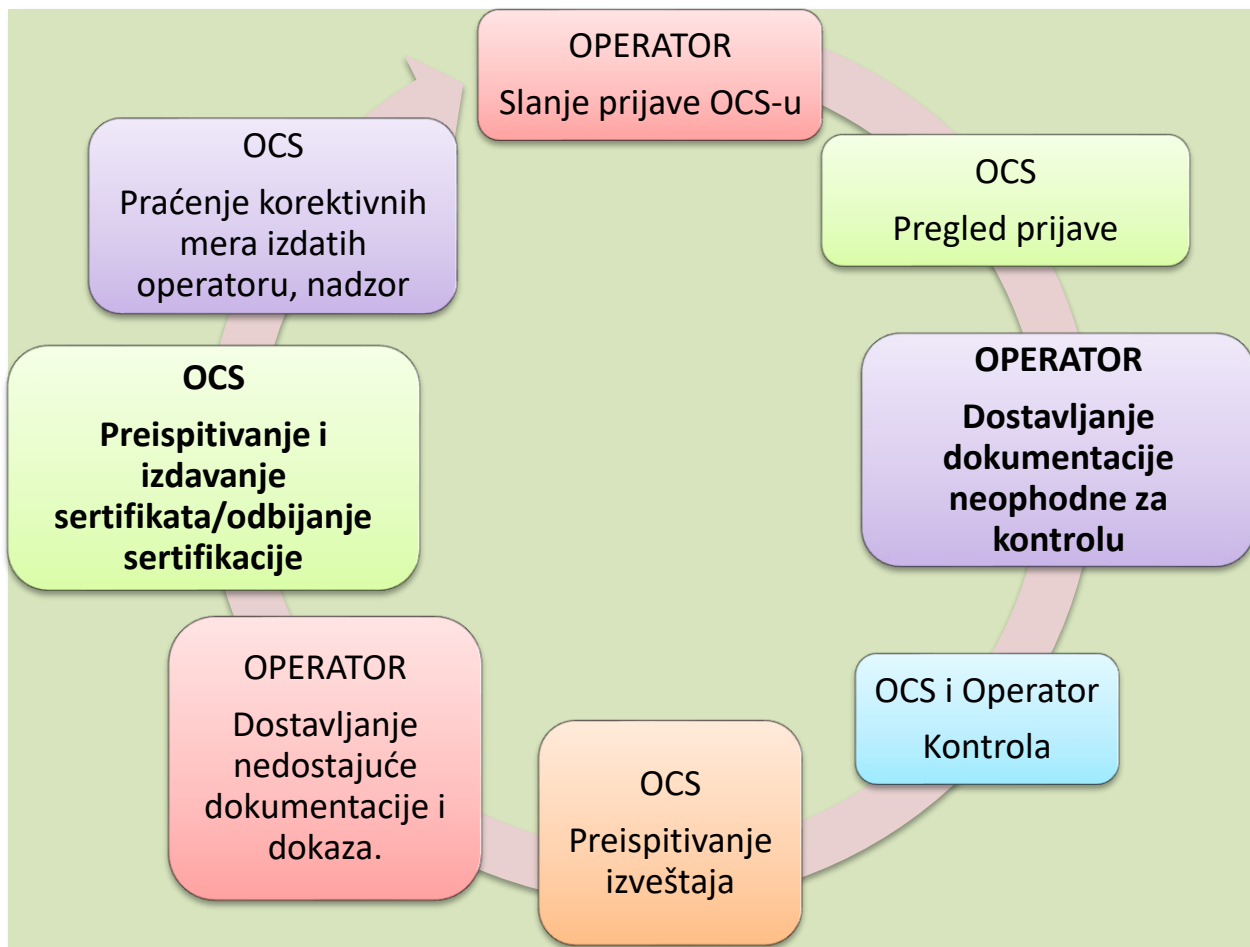 OPERATOR
Slanje prijave OCS-u
OCS
Pregled prijave
OPERATOR
Dostavljanje
dokumentacije
neophodne za
kontrolu
OCS i Operator
Kontrola
OCS
Preispitivanje
izveštaja
OPERATOR
Dostavljanje
nedostajuće
dokumentacije i
dokaza.
OCS
Preispitivanje i
izdavanje
sertifikata/odbijanje
sertifikacije
OCS
Praćenje korektivnih
mera izdatih
operatoru, nadzor